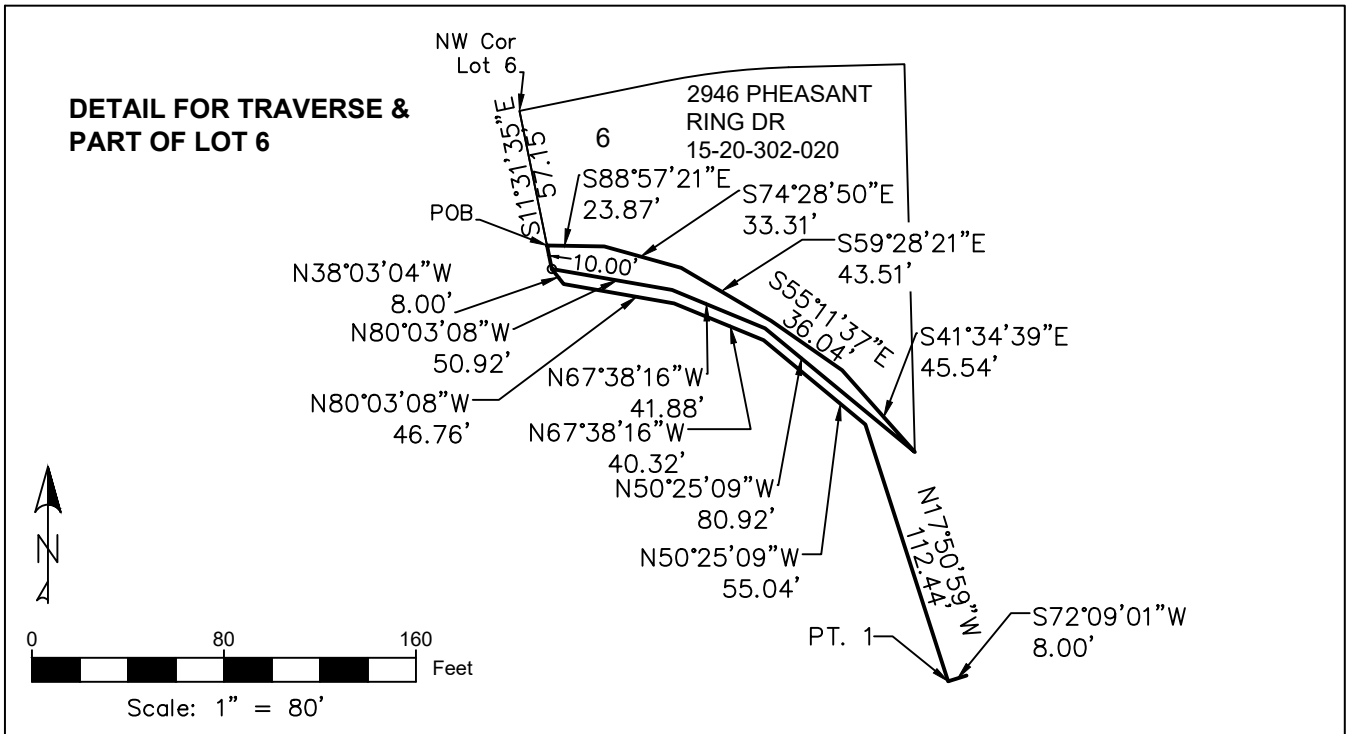 NW Cor
Lot 6
DETAIL FOR TRAVERSE &
PART OF LOT 6
2946 PHEASANT
RING DR
15-20-302-020
6
S11°31'35"E
57.15'
S88°57'21"E
23.87'
S74°28'50"E
33.31'
POB
S59°28'21"E
43.51'
10.00'
N38°03'04"W
8.00'
S55°11'37"E
36.04'
N80°03'08"W
50.92'
S41°34'39"E
45.54'
N67°38'16"W
41.88'
N80°03'08"W
46.76'
N67°38'16"W
40.32'
N50°25'09"W
80.92'
N17°50'59"W
112.44'
N50°25'09"W
55.04'
N
PT. 1
S72°09'01"W
8.00'
0 80 160
Feet
Scale: 1" = 80'